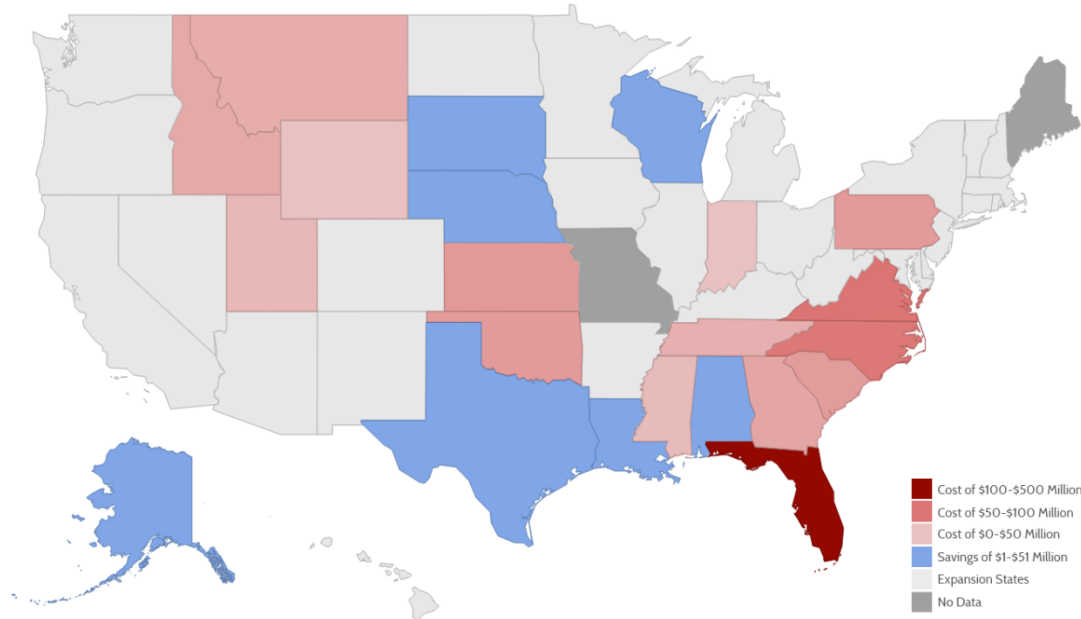 Cost of $100-$500 Million
Cost of $50-$100 Million
Cost of $0-$50 Million
Savings of $1-$51 Million
Expansion States
No Data